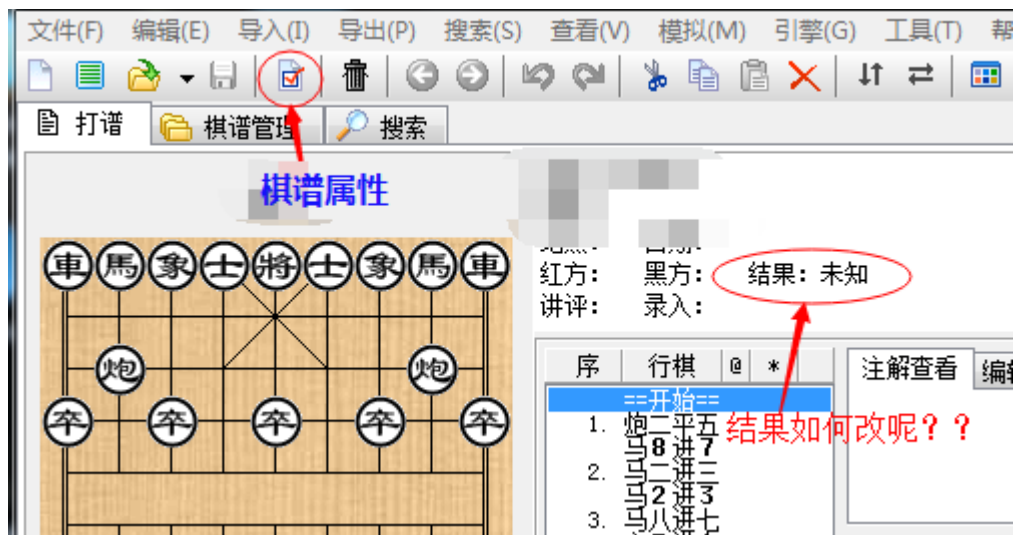 文件(F) 编辑(E) 导入(I) 导出(P) 搜索(S) 查看(V) 模拟(M) 引擎(G) 工具(T) 帮
打谱 棋谱管理 搜索
棋谱属性
红方: 黑方: 结果: 未知
讲评: 录入:
車 馬 象 士 將 士 象 馬 車
炮 炮
卒 卒 卒 卒 卒
序 行棋 @ *
注解查看 编辑
==开始==
1. 炮二平五
马8进7
结果如何改呢？？
2. 马二进三
马2进3
3. 马八进七